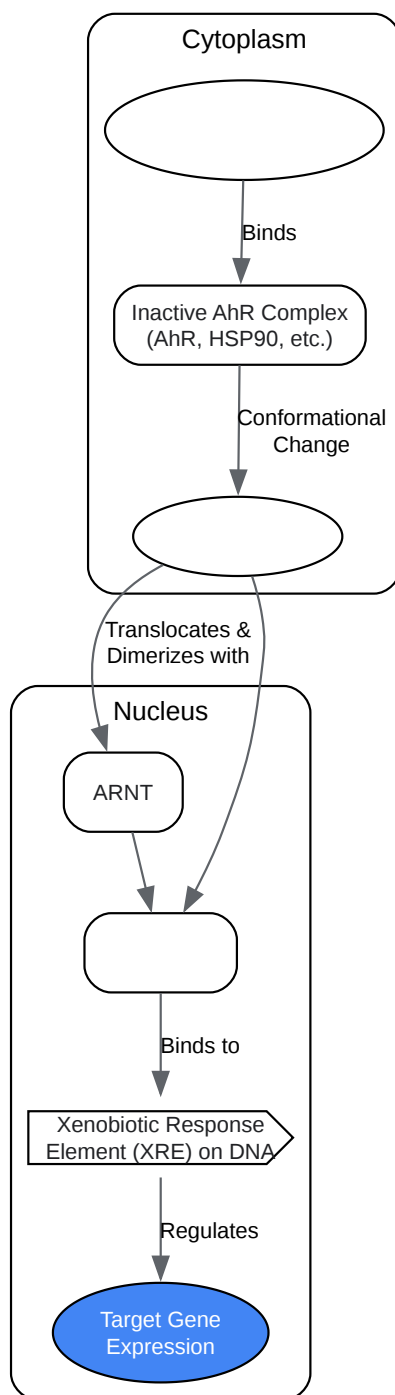 Cytoplasm
Binds
Inactive AhR Complex
(AhR, HSP90, etc.)
Conformational
Change
Translocates &
Dimerizes with
Nucleus
ARNT
Binds to
Xenobiotic Response
Element (XRE) on DNA
Regulates
Target Gene
Expression